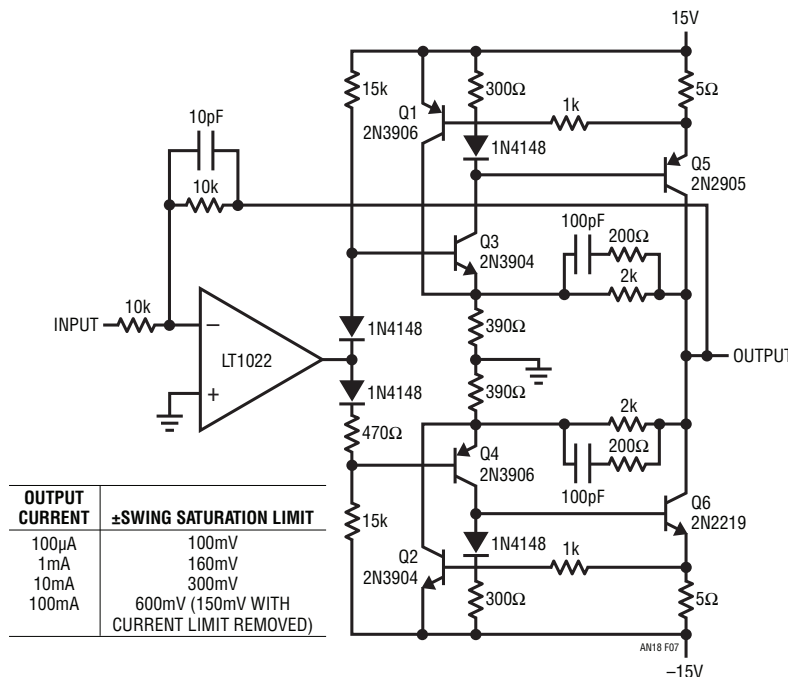 15V
15k
300Ω
5Ω
10pF
Q1
2N3906
1k
1N4148
10k
Q5
2N2905
100pF
200Ω
Q3
2N3904
2k
10k
INPUT
1N4148
390Ω
LT1022
OUTPUT
1N4148
390Ω
470Ω
2k
200Ω
Q4
2N3906
100pF
OUTPUT CURRENT ±SWING SATURATION LIMIT
100µA 100mV
1mA 160mV
10mA 300mV
100mA 600mV (150mV WITH
CURRENT LIMIT REMOVED)
15k
Q6
2N2219
1N4148
1k
Q2
2N3904
300Ω
5Ω
AN18 F07
–15V